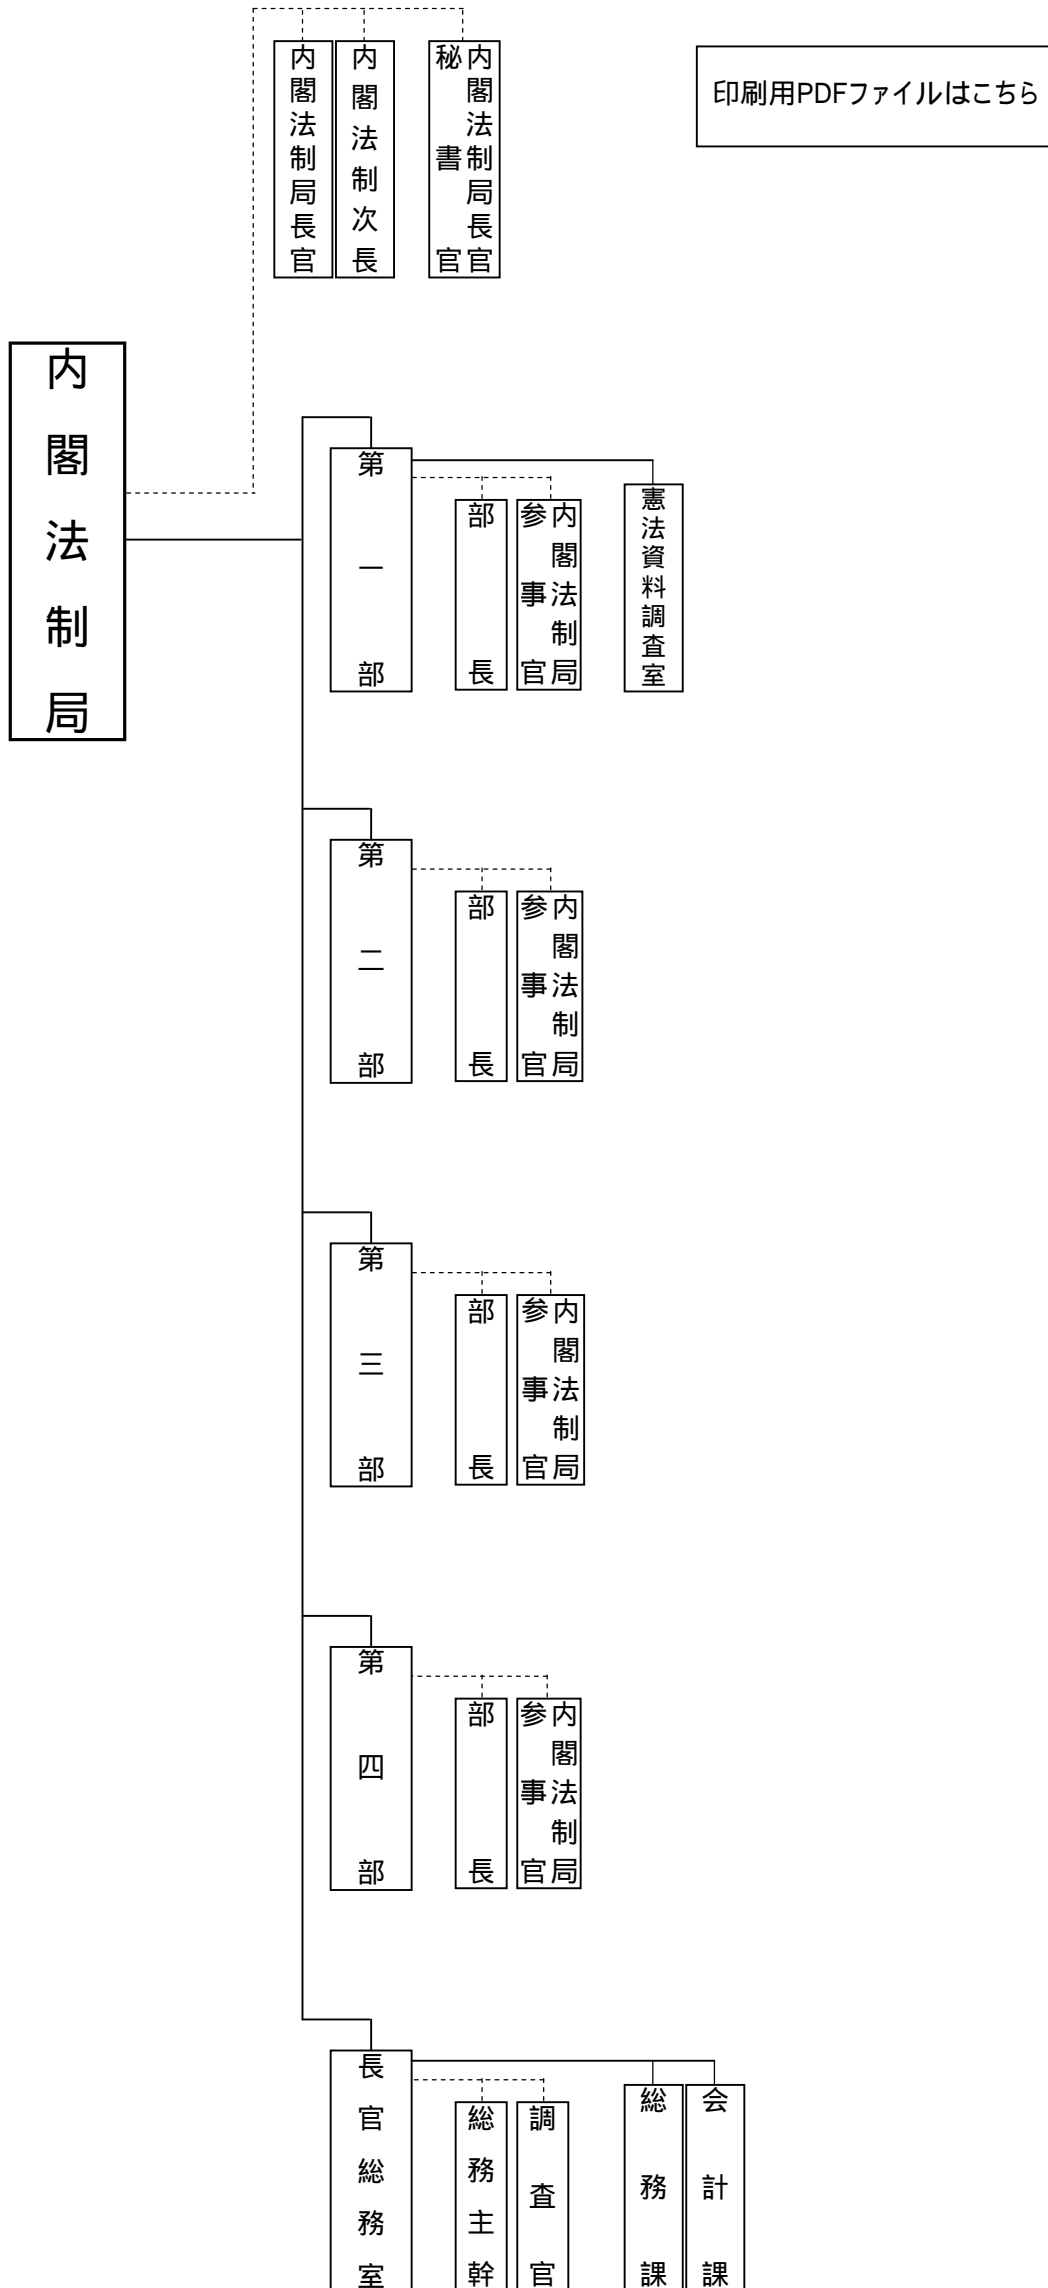 内閣法制局長官
内閣法制次長
内閣法制局長官
秘書官
印刷用PDFファイルはこちら
内閣法制局
第一部
部長
内閣法制局
参事官
憲法資料調査室
第二部
部長
内閣法制局
参事官
第三部
部長
内閣法制局
参事官
第四部
部長
内閣法制局
参事官
長官総務室
総務主幹
調査官
総務課
会計課